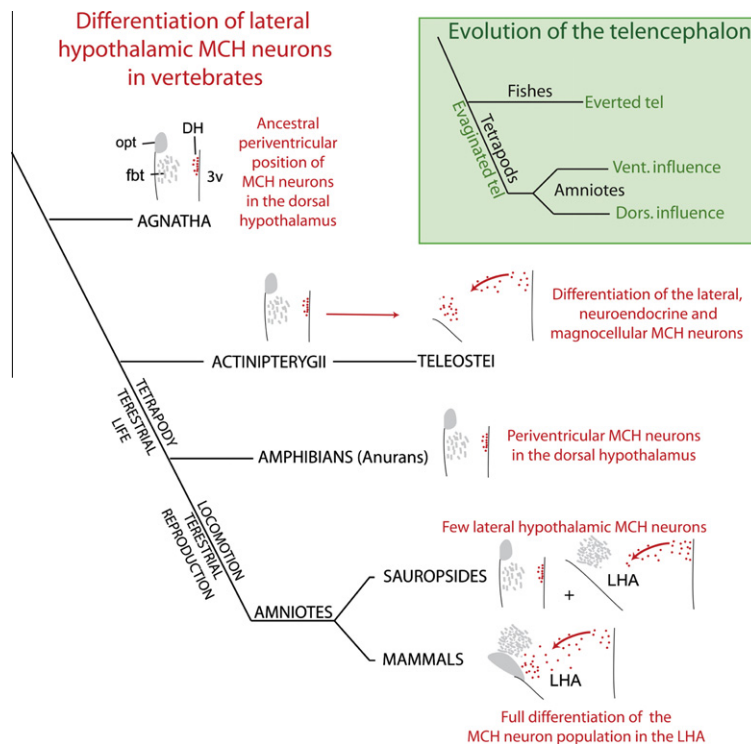 Differentiation of lateral
hypothalamic MCH neurons
in vertebrates
Evolution of the telencephalon
Fishes
Everted tel
Tetrapods
Evaginated tel
Vent. influence
Amniotes
Dors. influence
opt
DH
fbt
3v
Ancestral
periventricular
position of
MCH neurons
in the dorsal
hypothalamus
AGNATHA
Differentiation of the lateral,
neuroendocrine and
magnocellular MCH neurons
ACTINIPTERYGII
TELEOSTEI
TETRAPODY
TERESTRIAL
LIFE
Periventricular MCH neurons
in the dorsal hypothalamus
AMPHIBIANS (Anurans)
LOCOMOTION
TERESTRIAL
REPRODUCTION
Few lateral hypothalamic MCH neurons
SAUROPSIDES
+
LHA
AMNIOTES
MAMMALS
LHA
Full differentiation of the
MCH neuron population in the LHA